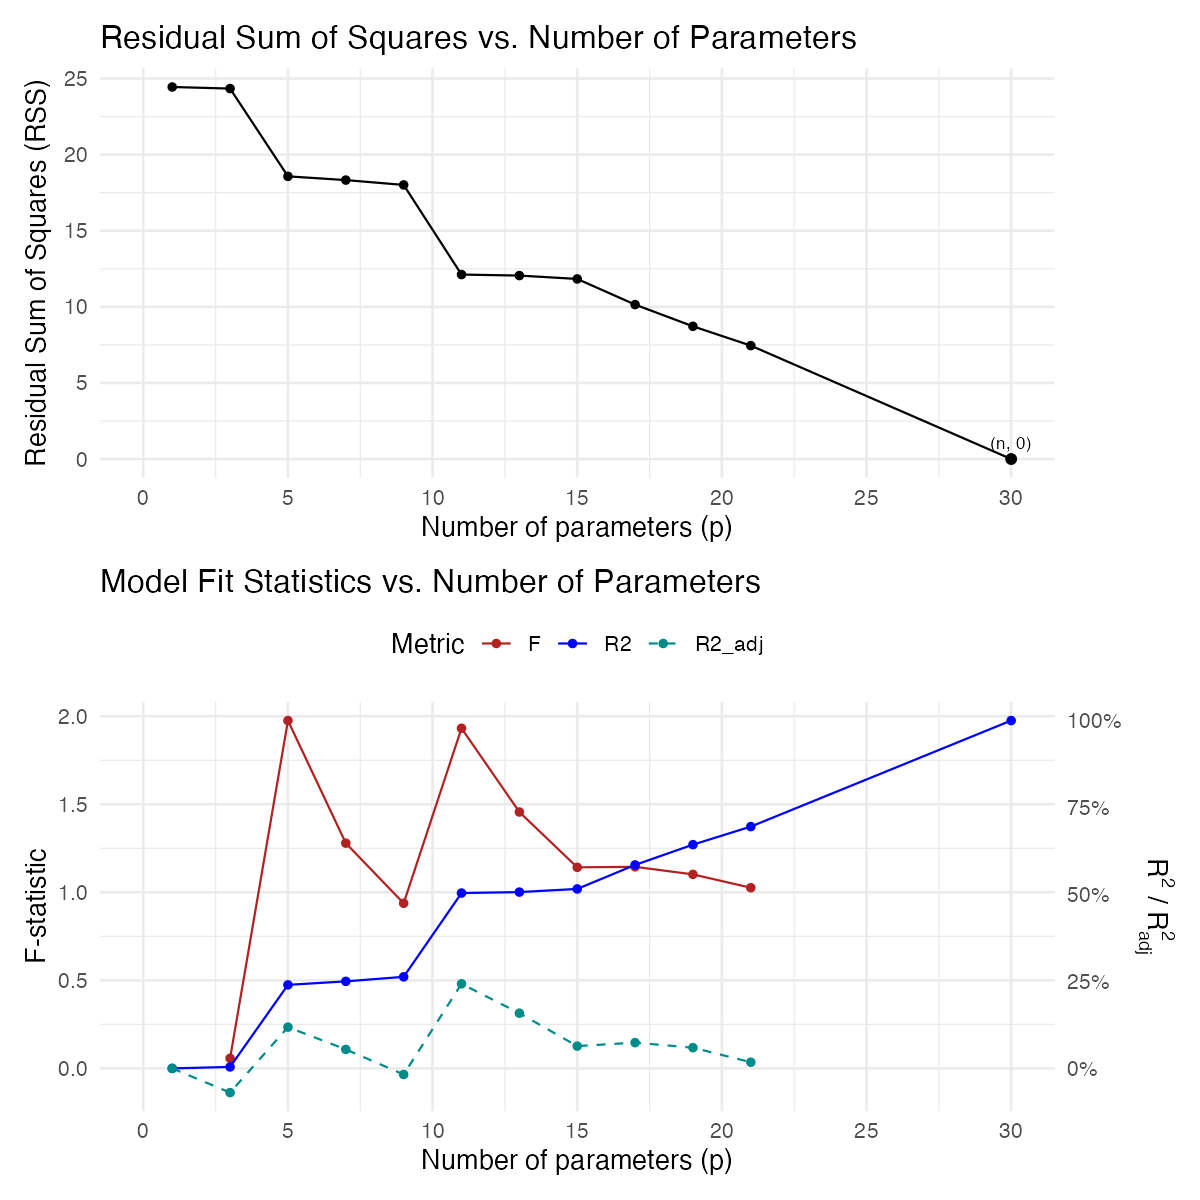 Residual Sum of Squares vs. Number of Parameters
Residual Sum of Squares (RSS)
25
20
15
10
5
0
(n, 0)
0 5 10 15 20 25 30
Number of parameters (p)
Model Fit Statistics vs. Number of Parameters
Metric F R2 R2_adj
F-statistic
2.0
1.5
1.0
0.5
0.0
100%
75%
50%
25%
0%
R² / R²adj
0 5 10 15 20 25 30
Number of parameters (p)